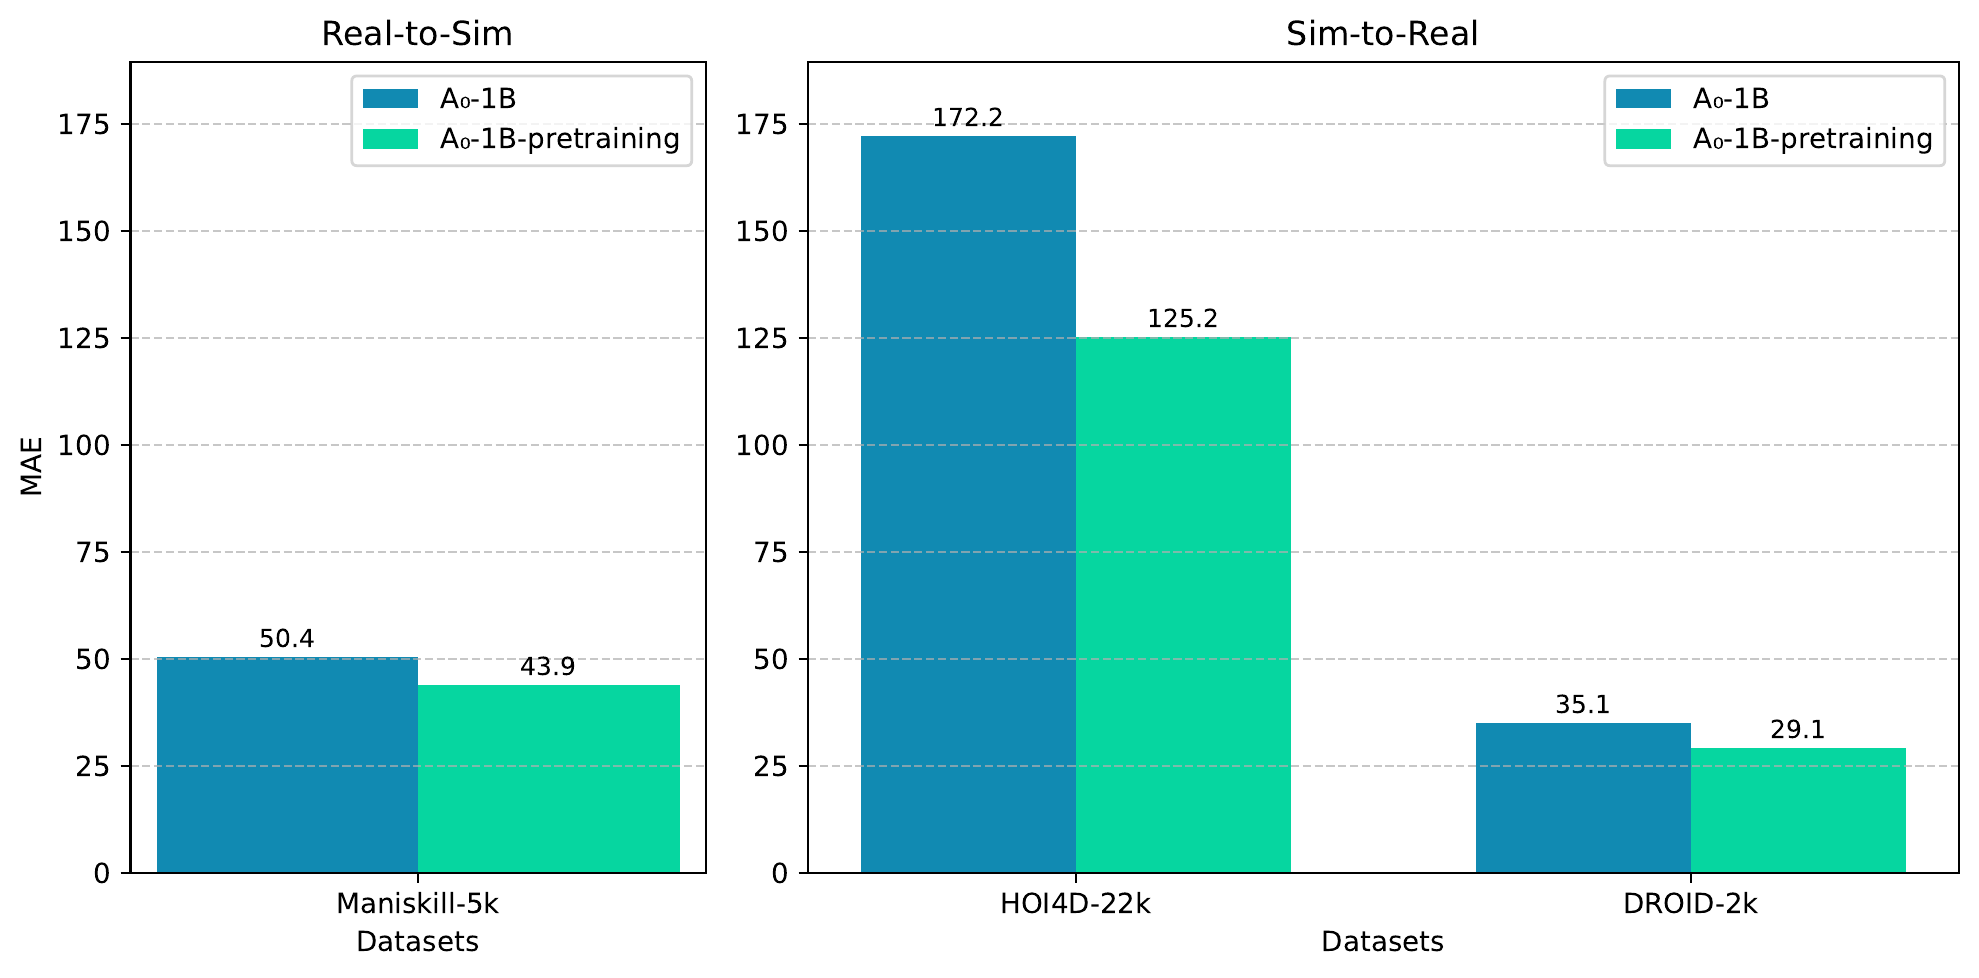 Real-to-Sim
A₀-1B
A₀-1B-pretraining
MAE
175
150
125
100
75
50
25
0
50.4
43.9
Maniskill-5k
Datasets
Sim-to-Real
A₀-1B
A₀-1B-pretraining
175
150
125
100
75
50
25
0
172.2
125.2
35.1
29.1
HOI4D-22k
DROID-2k
Datasets